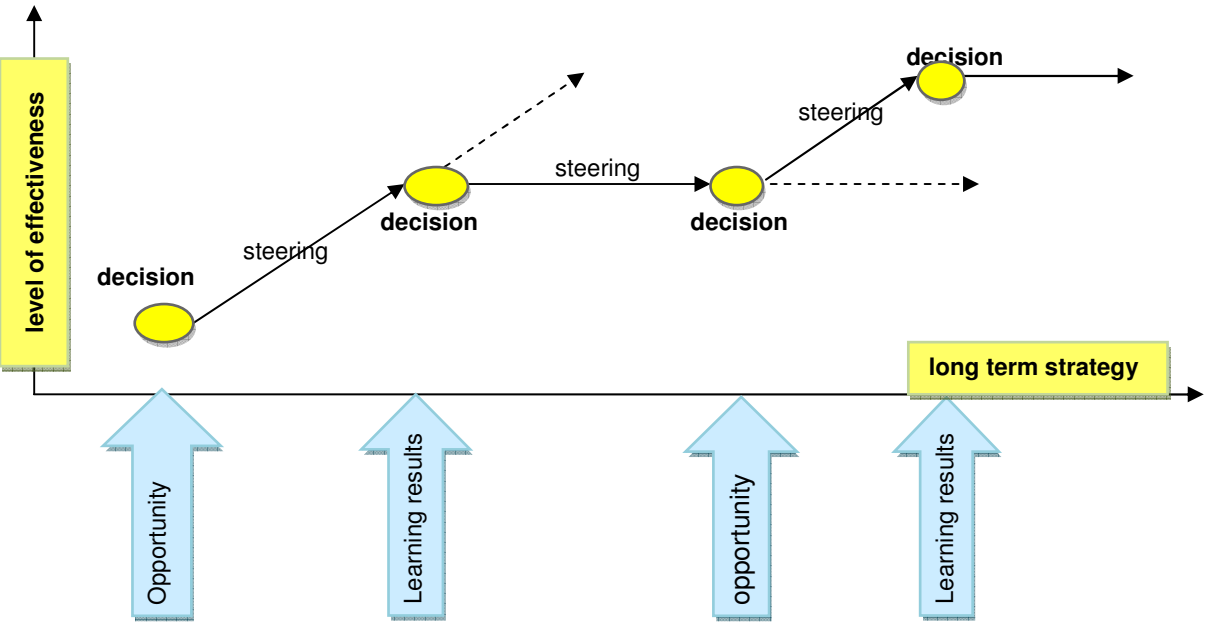 decision
steering
steering
decision
decision
steering
decision
level of effectiveness
long term strategy
Opportunity
Learning results
opportunity
Learning results